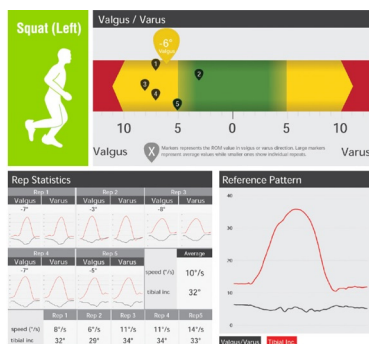 Squat (Left)
Valgus / Varus
-6°
Valgus
1
2
3
4
5
10 5 0 5 10
Valgus
Varus
X
Markers represents the ROM value in valgus or varus direction. Large markers
represent average values while smaller ones show individual repeats.
Rep Statistics
Rep 1 Rep 2 Rep 3
Valgus Varus Valgus Varus Valgus Varus
-7° -3° -8°
Rep 4 Rep 5 Average
Valgus Varus Valgus Varus
-7° -5°
speed (°/s) 10°/s
tibial inc 32°
Rep 1 Rep 2 Rep 3 Rep 4 Rep5
speed (°/s) 8°/s 6°/s 11°/s 11°/s 14°/s
tibial inc 32° 29° 34° 34° 33°
Reference Pattern
40
30
20
10
0
Valgus/Varus Tibial Inc